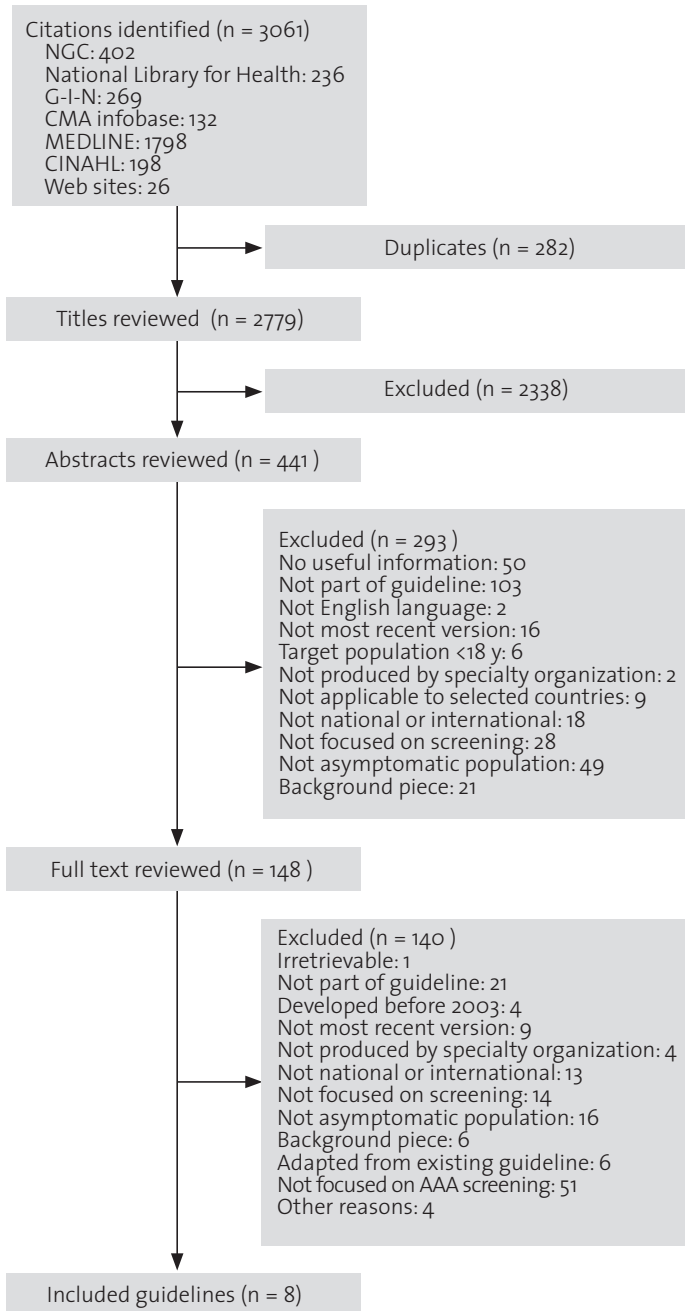 Citations identified (n = 3061)
NGC: 402
National Library for Health: 236
G-I-N: 269
CMA infobase: 132
MEDLINE: 1798
CINAHL: 198
Web sites: 26
Duplicates (n = 282)
Titles reviewed (n = 2779)
Excluded (n = 2338)
Abstracts reviewed (n = 441 )
Excluded (n = 293 )
No useful information: 50
Not part of guideline: 103
Not English language: 2
Not most recent version: 16
Target population <18 y: 6
Not produced by specialty organization: 2
Not applicable to selected countries: 9
Not national or international: 18
Not focused on screening: 28
Not asymptomatic population: 49
Background piece: 21
Full text reviewed (n = 148 )
Excluded (n = 140 )
Irretrievable: 1
Not part of guideline: 21
Developed before 2003: 4
Not most recent version: 9
Not produced by specialty organization: 4
Not national or international: 13
Not focused on screening: 14
Not asymptomatic population: 16
Background piece: 6
Adapted from existing guideline: 6
Not focused on AAA screening: 51
Other reasons: 4
Included guidelines (n = 8)